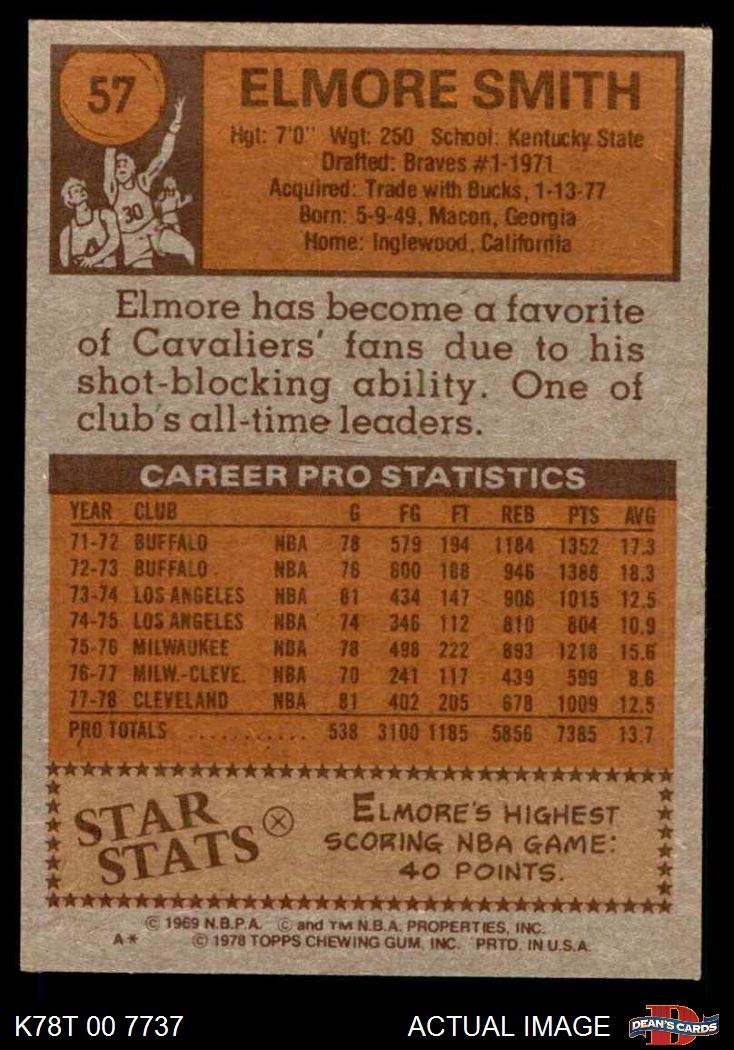 57
ELMORE SMITH
Hgt: 7'0" Wgt: 250 School: Kentucky State
Drafted: Braves #1-1971
Acquired: Trade with Bucks, 1-13-77
Born: 5-9-49, Macon, Georgia
Home: Inglewood, California
30
Elmore has become a favorite
of Cavaliers' fans due to his
shot-blocking ability. One of
club's all-time leaders.
CAREER PRO STATISTICS
YEAR CLUB G FG FT REB PTS AVG
71-72 BUFFALO NBA 78 579 194 1184 1352 17.3
72-73 BUFFALO NBA 76 600 188 946 1388 18.3
73-74 LOS ANGELES NBA 81 434 147 906 1015 12.5
74-75 LOS ANGELES NBA 74 346 112 810 804 10.9
75-76 MILWAUKEE NBA 78 498 222 893 1218 15.6
76-77 MILW.-CLEVE. NBA 70 241 117 439 599 8.6
77-78 CLEVELAND NBA 81 402 205 678 1009 12.5
PRO TOTALS ........... 538 3100 1185 5856 7385 13.7
STAR
STATS
ELMORE'S HIGHEST
SCORING NBA GAME:
40 POINTS.
© 1969 N.B.P.A. © and TM N.B.A. PROPERTIES, INC.
A* © 1978 TOPPS CHEWING GUM, INC. PRTD. IN U.S.A.
K78T 00 7737 ACTUAL IMAGE DEAN'S CARDS